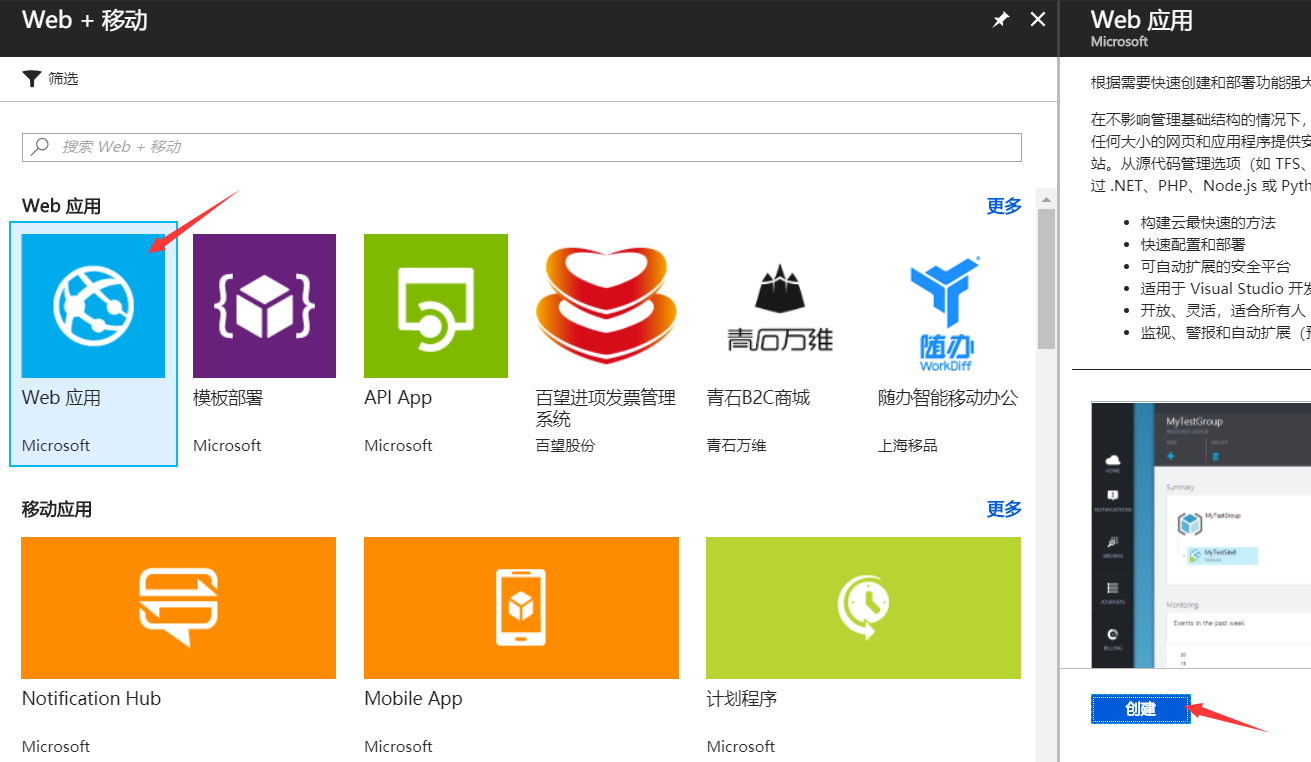 Web + 移动
筛选
搜索 Web + 移动
Web 应用
更多
青石万维
随办
WorkDiff
Web 应用
Microsoft
模板部署
Microsoft
API App
Microsoft
百望进项发票管理
系统
百望股份
青石B2C商城
青石万维
随办智能移动办公
上海移品
移动应用
更多
Notification Hub
Microsoft
Mobile App
Microsoft
计划程序
Microsoft
Web 应用
Microsoft
根据需要快速创建和部署功能强大
在不影响管理基础结构的情况下，
任何大小的网页和应用程序提供安
站。从源代码管理选项（如 TFS、
过 .NET、PHP、Node.js 或 Pyth
• 构建云最快速的方法
• 快速配置和部署
• 可自动扩展的安全平台
• 适用于 Visual Studio 开发
• 开放、灵活，适合所有人
• 监视、警报和自动扩展（预
MyTestGroup
RESOURCE GROUP
ADD
DELETE
HOME
NOTIFICATIONS
BROWSE
JOURNEYS
BILLING
Summary
MyTestGroup
MyTestSite8
Monitoring
Events in the past week
20
15
创建